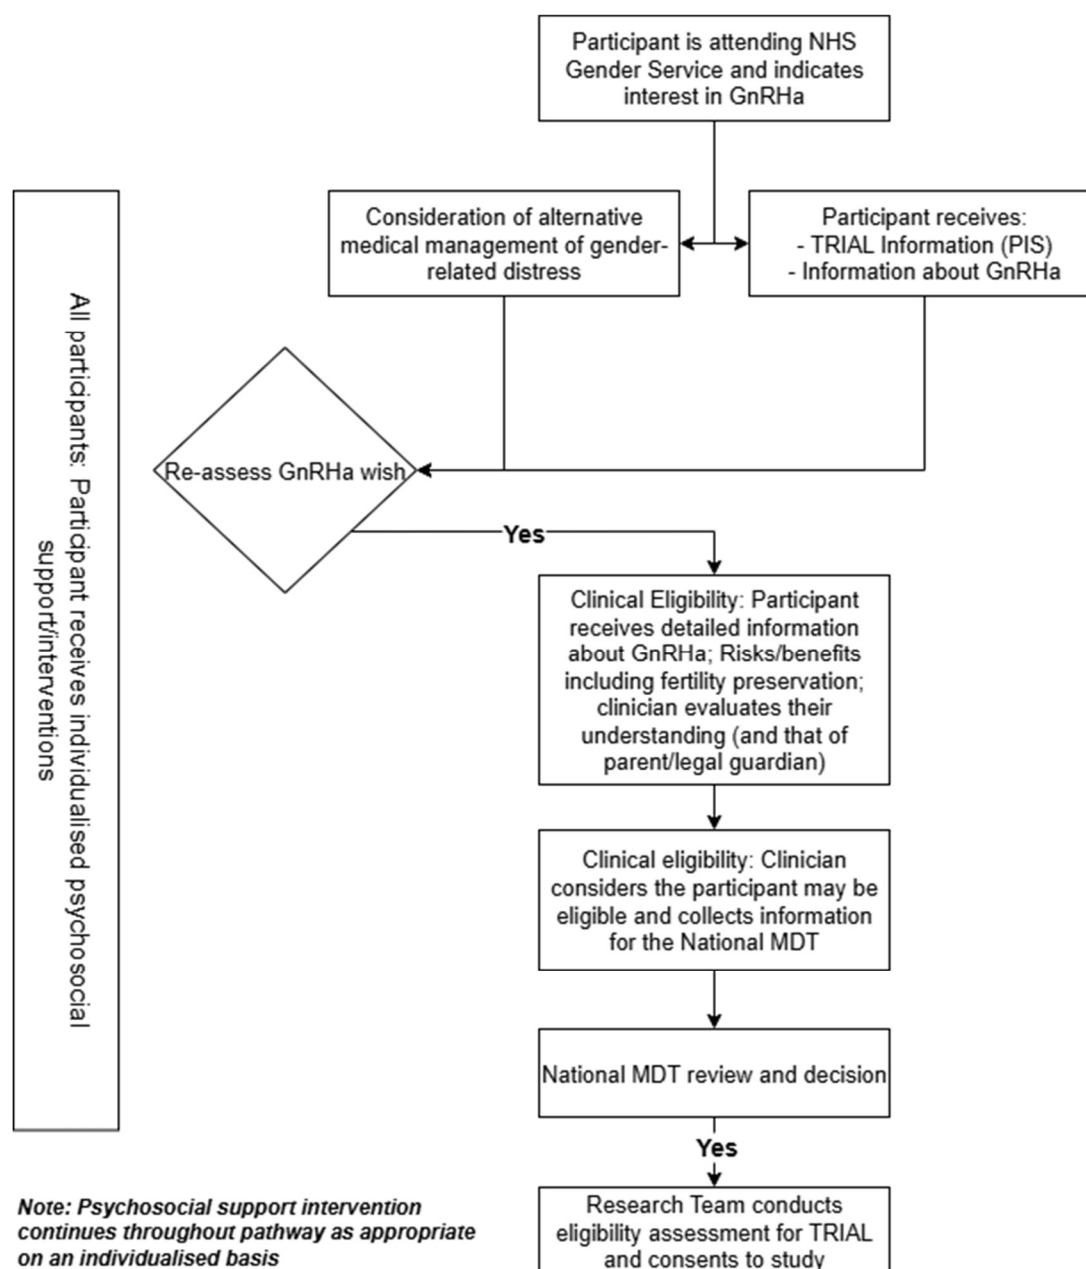 Participant is attending NHS
Gender Service and indicates
interest in GnRHa
Consideration of alternative
medical management of gender-
related distress
Participant receives:
- TRIAL Information (PIS)
- Information about GnRHa
All participants: Participant receives individualised psychosocial
support/interventions
Re-assess GnRHa wish
Yes
Clinical Eligibility: Participant
receives detailed information
about GnRHa; Risks/benefits
including fertility preservation;
clinician evaluates their
understanding (and that of
parent/legal guardian)
Clinical eligibility: Clinician
considers the participant may be
eligible and collects information
for the National MDT
National MDT review and decision
Yes
Research Team conducts
eligibility assessment for TRIAL
and consents to study
Note: Psychosocial support intervention
continues throughout pathway as appropriate
on an individualised basis